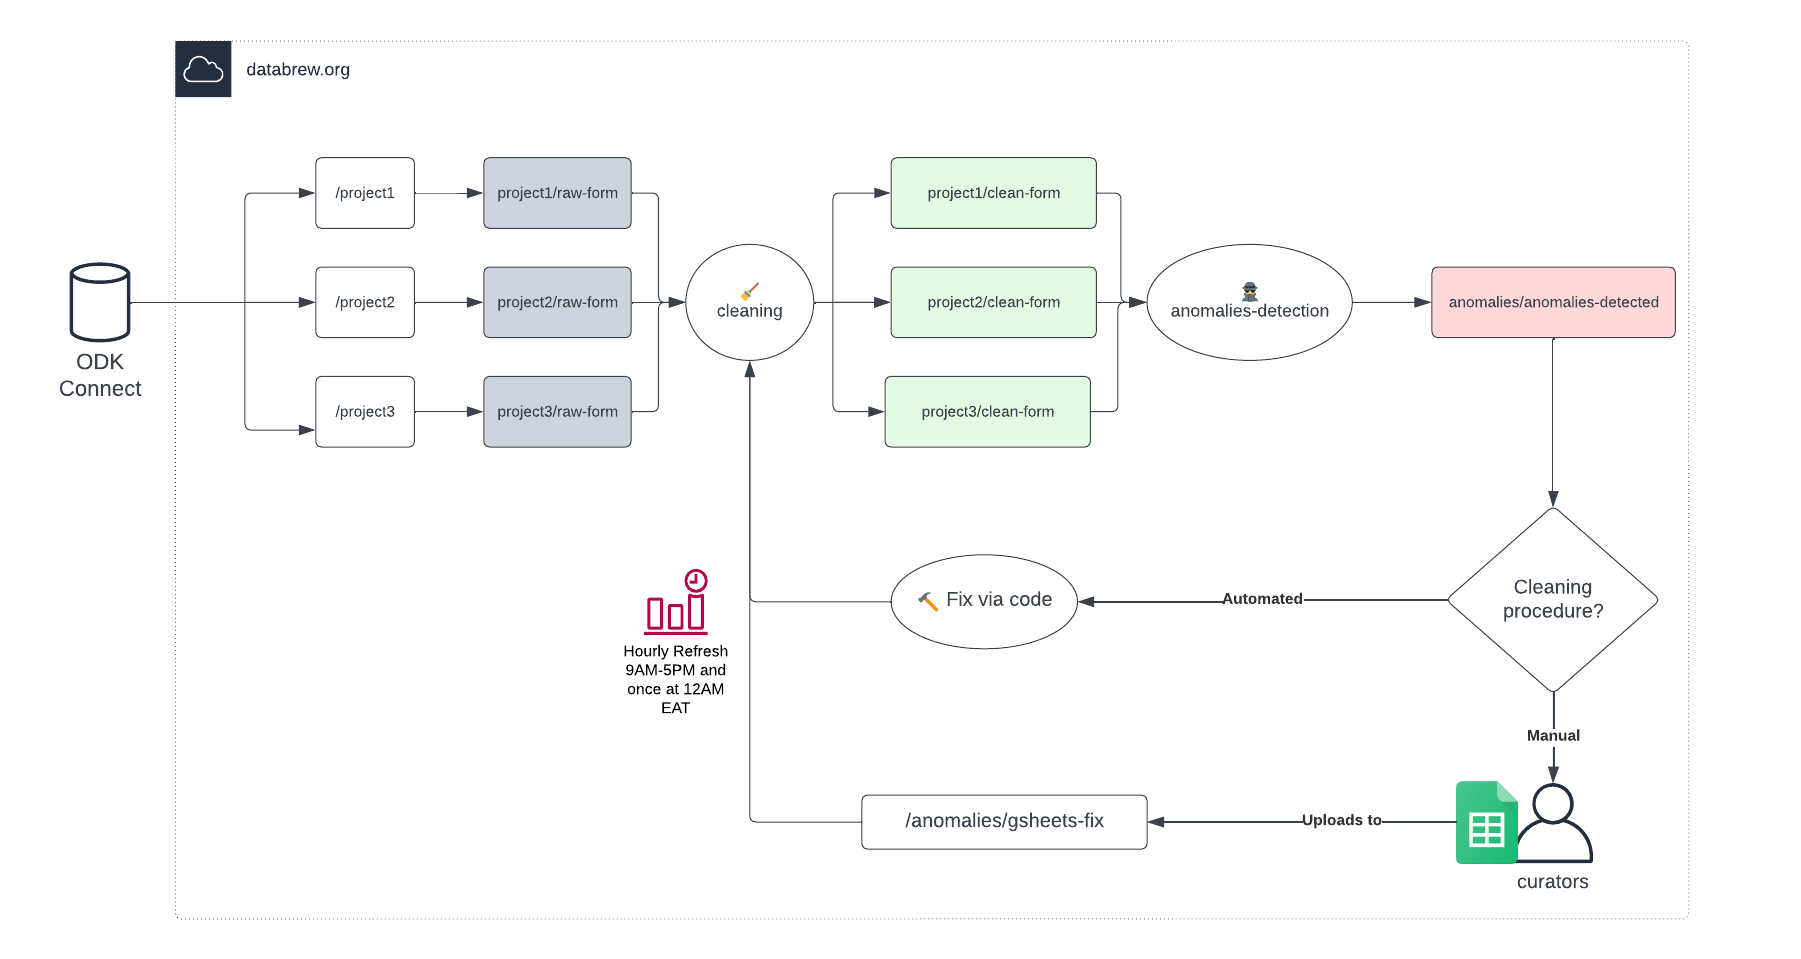 databrew.org
/project1
project1/raw-form
project1/clean-form
/project2
project2/raw-form
cleaning
project2/clean-form
anomalies-detection
anomalies/anomalies-detected
ODK
Connect
/project3
project3/raw-form
project3/clean-form
Fix via code
Automated
Cleaning
procedure?
Hourly Refresh
9AM-5PM and
once at 12AM
EAT
Manual
/anomalies/gsheets-fix
Uploads to
curators